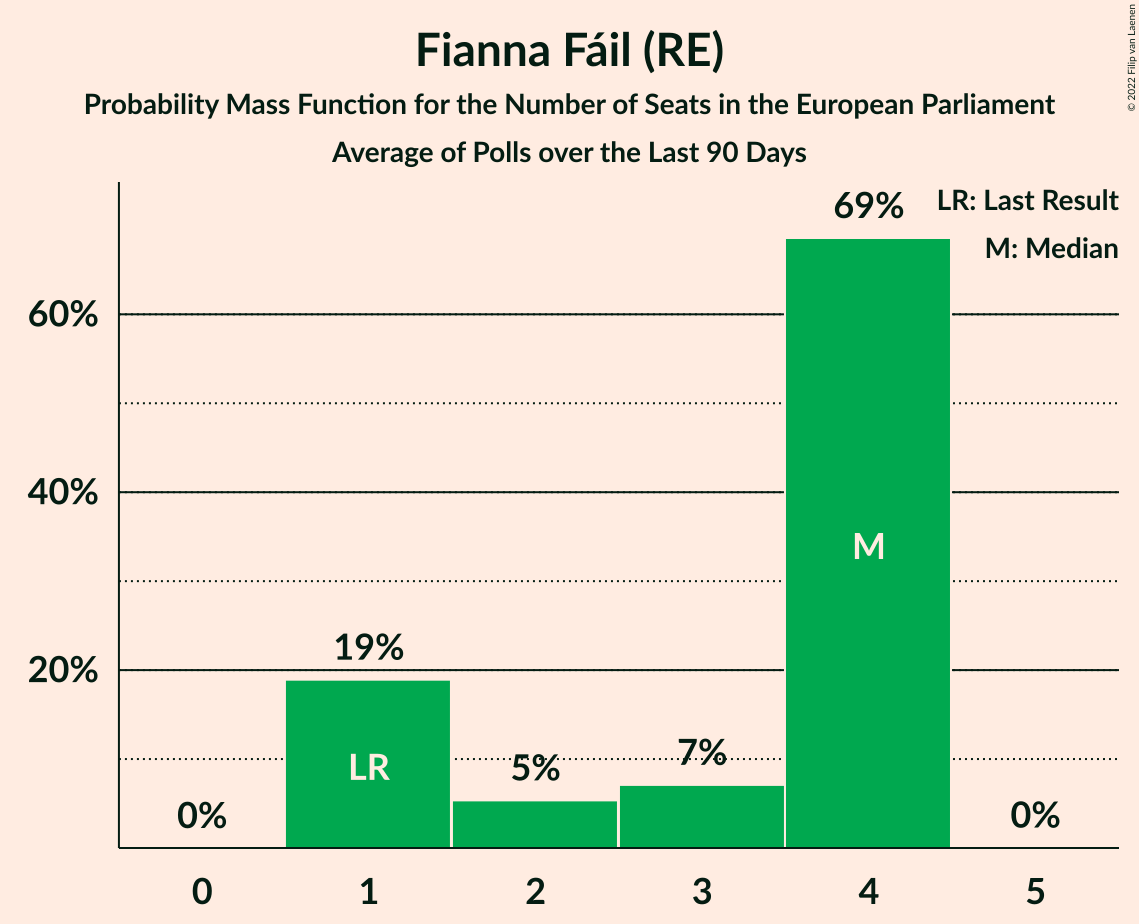 Fianna Fáil (RE)
Probability Mass Function for the Number of Seats in the European Parliament
Average of Polls over the Last 90 Days
© 2022 Filip van Laenen
LR: Last Result
M: Median
60%
40%
20%
0%
19%
5%
7%
69%
0%
LR
M
0
1
2
3
4
5